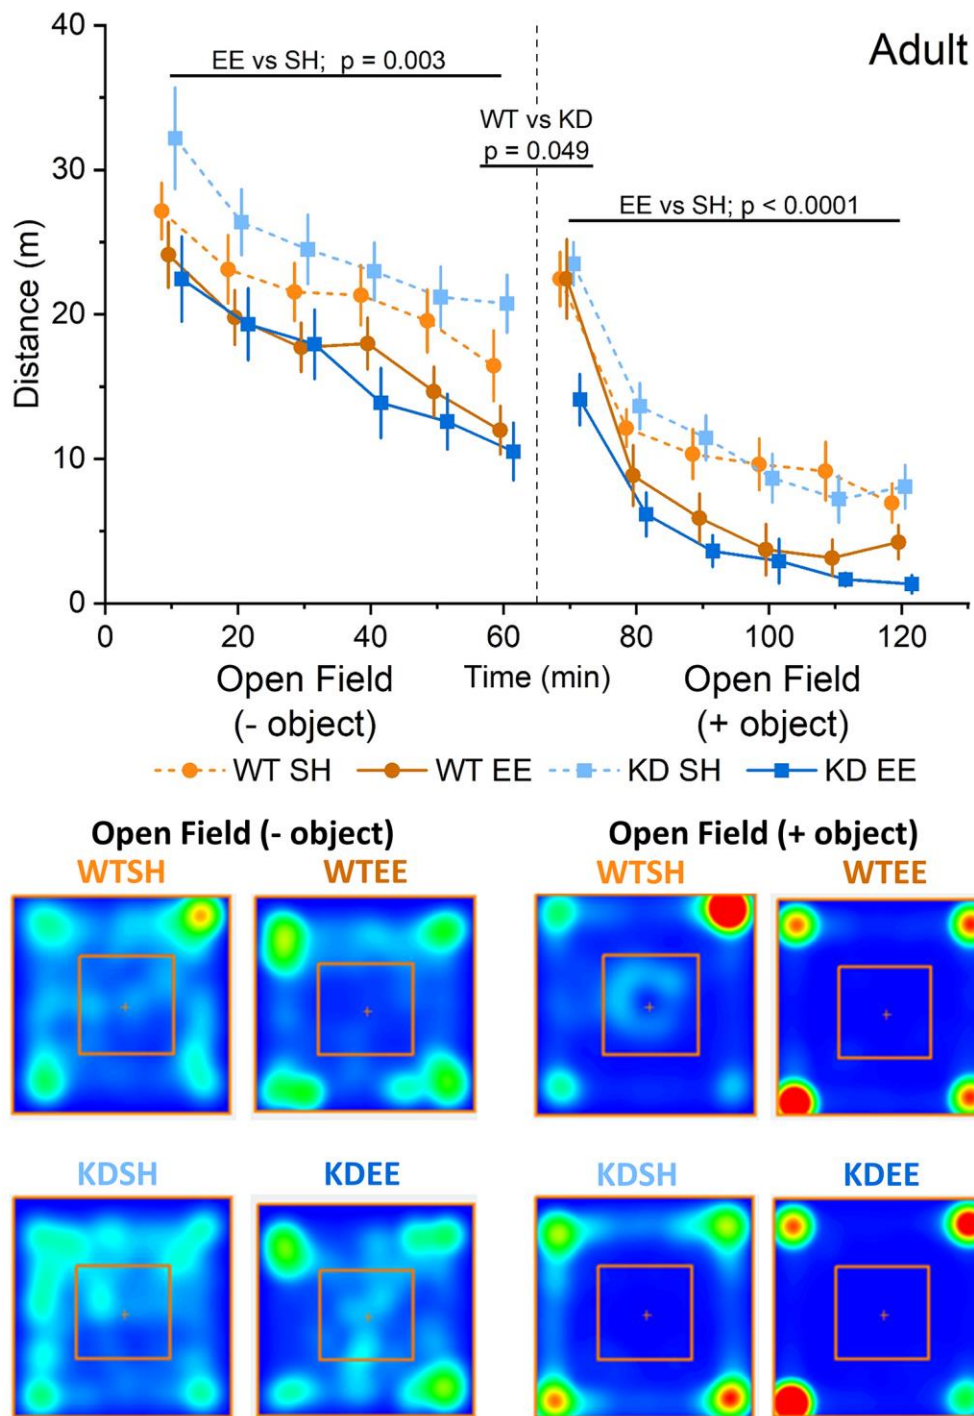 40
Adult
EE vs SH;  p = 0.003
WT vs KD
p = 0.049
30
EE vs SH; p < 0.0001
Distance (m)
20
10
0
0 20 40 60 80 100 120
Open Field Time (min) Open Field
(- object) (+ object)
WT SH WT EE KD SH KD EE
Open Field (- object) Open Field (+ object)
WTSH WTEE WTSH WTEE
KDSH KDEE KDSH KDEE